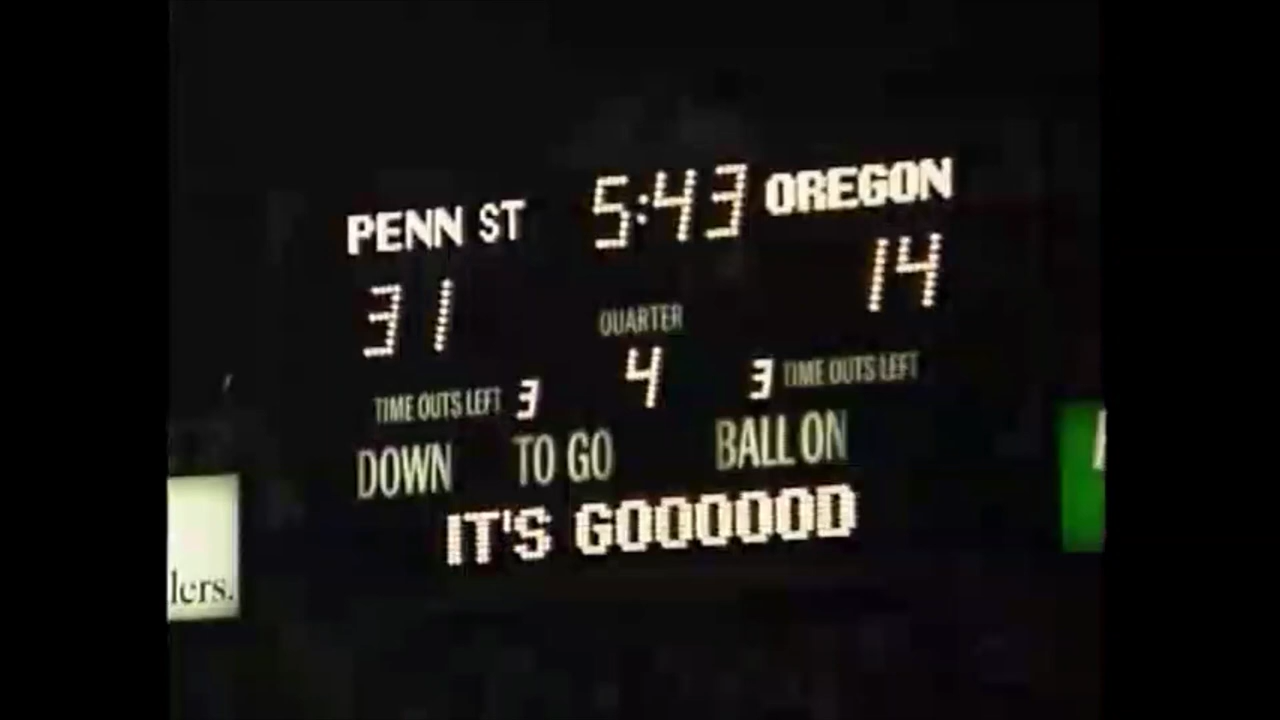 PENN ST 5:43 OREGON
31 14
QUARTER
4
TIME OUTS LEFT 3 3 TIME OUTS LEFT
DOWN TO GO BALL ON
IT'S GOOOOOD
lers.